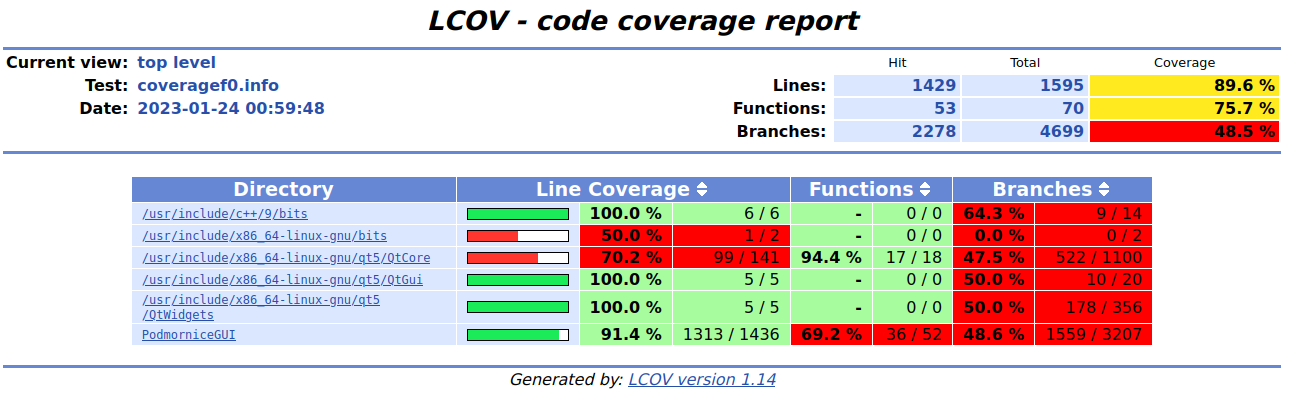 LCOV - code coverage report
Current view: top level
Hit Total Coverage
Test: coveragef0.info
Lines: 1429 1595 89.6 %
Date: 2023-01-24 00:59:48
Functions: 53 70 75.7 %
Branches: 2278 4699 48.5 %
Directory Line Coverage Functions Branches
/usr/include/c++/9/bits 100.0 % 6 / 6 - 0 / 0 64.3 % 9 / 14
/usr/include/x86_64-linux-gnu/bits 50.0 % 1 / 2 - 0 / 0 0.0 % 0 / 2
/usr/include/x86_64-linux-gnu/qt5/QtCore 70.2 % 99 / 141 94.4 % 17 / 18 47.5 % 522 / 1100
/usr/include/x86_64-linux-gnu/qt5/QtGui 100.0 % 5 / 5 - 0 / 0 50.0 % 10 / 20
/usr/include/x86_64-linux-gnu/qt5
/QtWidgets 100.0 % 5 / 5 - 0 / 0 50.0 % 178 / 356
PodmorniceGUI 91.4 % 1313 / 1436 69.2 % 36 / 52 48.6 % 1559 / 3207
Generated by: LCOV version 1.14